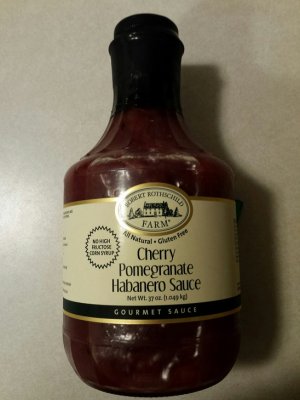 ROBERT ROTHSCHILD
FARM®
All Natural • Gluten Free
NO HIGH
FRUCTOSE
CORN SYRUP
Cherry
Pomegranate
Habanero Sauce
Net Wt. 37 oz. (1.049 kg)
GOURMET SAUCE